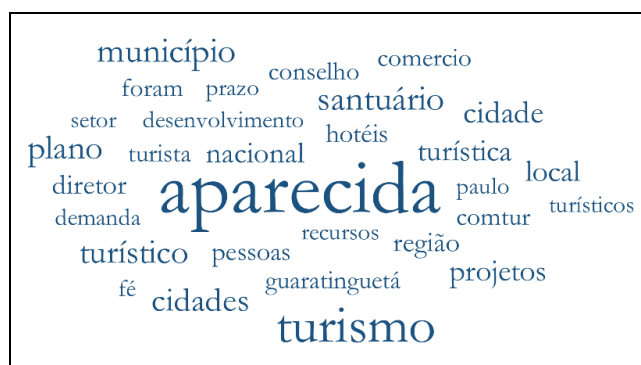 município
comercio
conselho
foram
prazo
santuário
cidade
setor
desenvolvimento
hotéis
plano
turista
nacional
turística
local
diretor
aparecida
paulo
turísticos
demanda
comtur
recursos
turístico
pessoas
região
projetos
fé
cidades
guaratinguetá
turismo